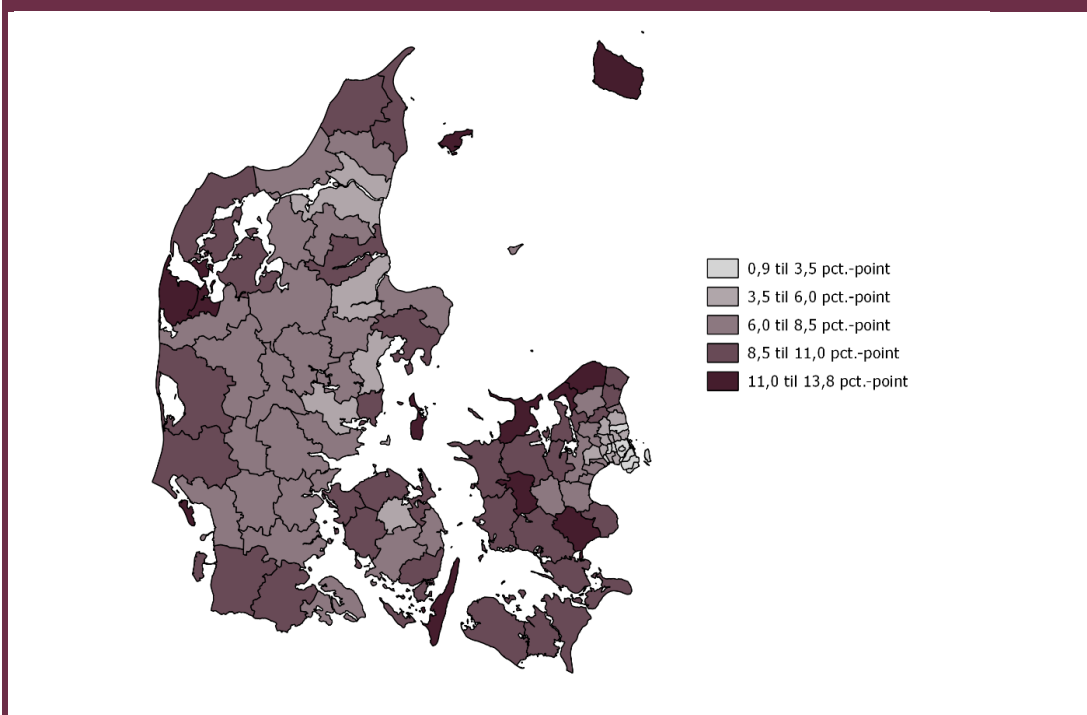 0,9 til 3,5 pct.-point
3,5 til 6,0 pct.-point
6,0 til 8,5 pct.-point
8,5 til 11,0 pct.-point
11,0 til 13,8 pct.-point